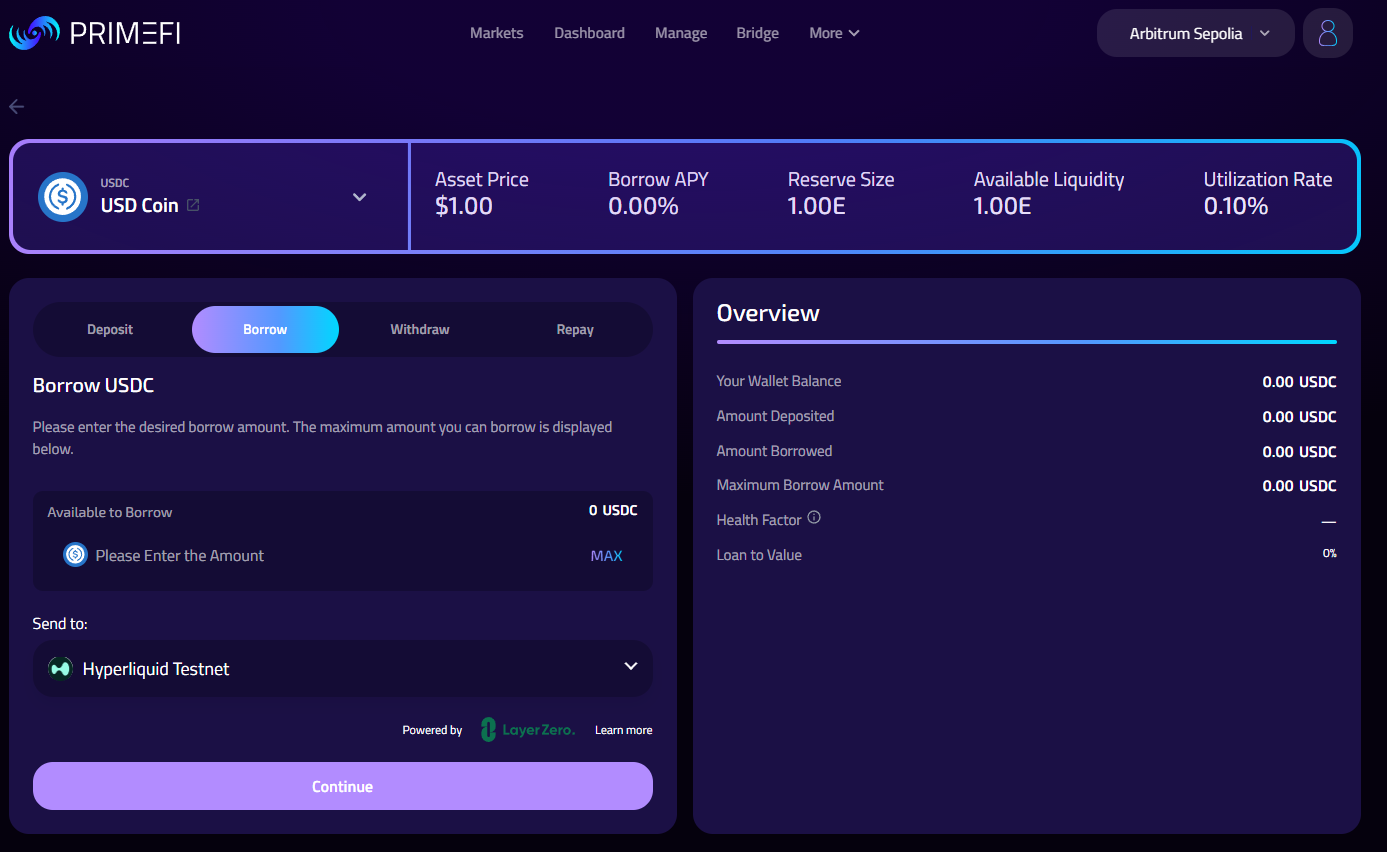 PRIMEFI
Markets
Dashboard
Manage
Bridge
More
Arbitrum Sepolia
USDC
USD Coin
Asset Price
$1.00
Borrow APY
0.00%
Reserve Size
1.00E
Available Liquidity
1.00E
Utilization Rate
0.10%
Deposit
Borrow
Withdraw
Repay
Borrow USDC
Please enter the desired borrow amount. The maximum amount you can borrow is displayed
below.
Available to Borrow
0 USDC
Please Enter the Amount
MAX
Send to:
Hyperliquid Testnet
Powered by
LayerZero.
Learn more
Continue
Overview
Your Wallet Balance
0.00 USDC
Amount Deposited
0.00 USDC
Amount Borrowed
0.00 USDC
Maximum Borrow Amount
0.00 USDC
Health Factor
—
Loan to Value
0%